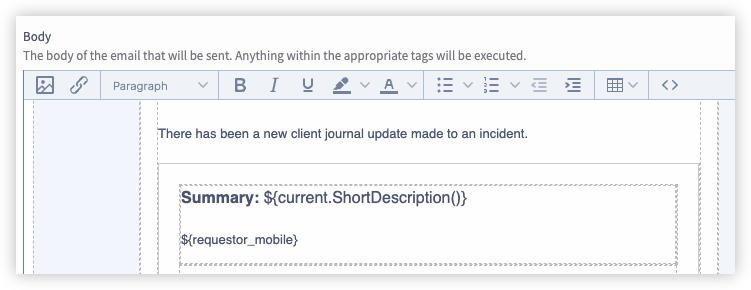 Body
The body of the email that will be sent. Anything within the appropriate tags will be executed.
Paragraph B I U A
There has been a new client journal update made to an incident.
Summary: ${current.ShortDescription()}
${requestor_mobile}